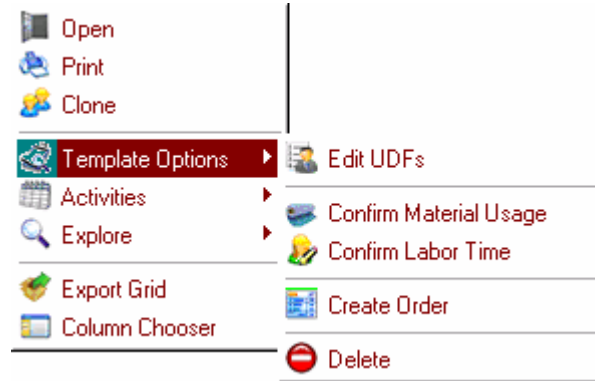 Open
Print
Clone
Template Options
Activities
Explore
Export Grid
Column Chooser
Edit UDFs
Confirm Material Usage
Confirm Labor Time
Create Order
Delete